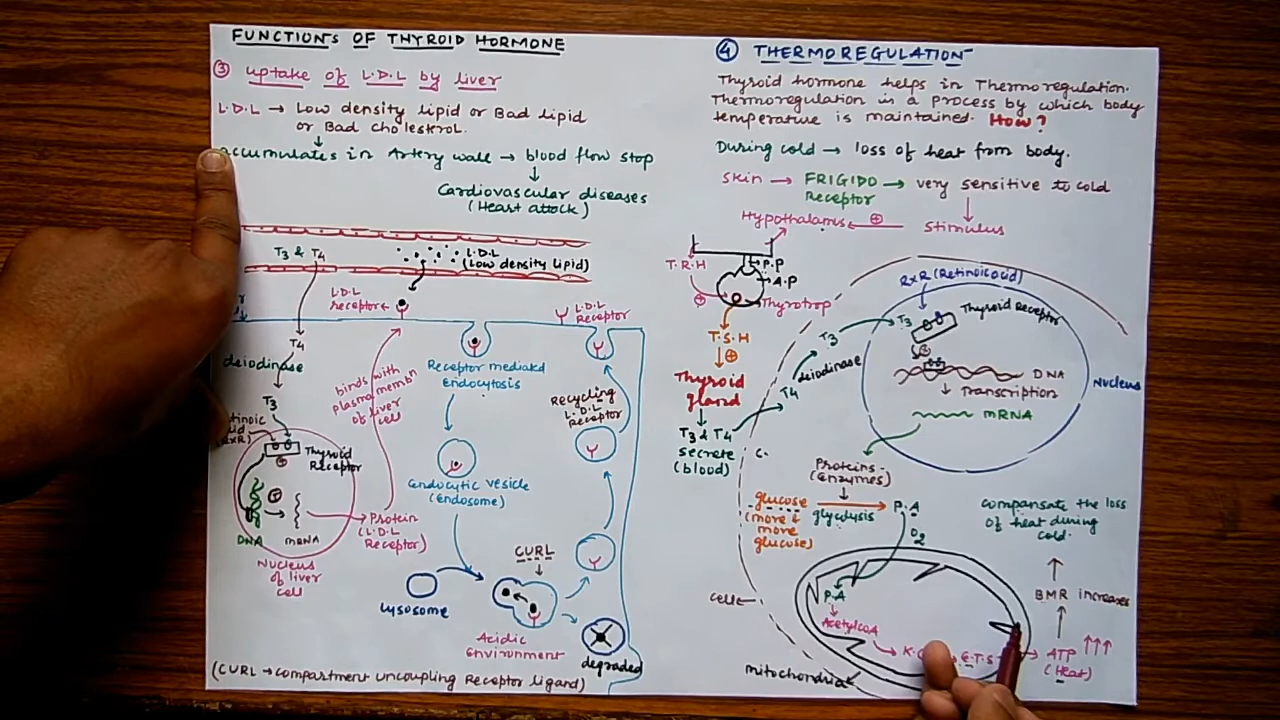 FUNCTIONS OF THYROID HORMONE
③ uptake of L.D.L by liver
L.D.L → Low density lipid or Bad lipid
or Bad cholestrol.
↓
accumulates in Artery wall → blood flow stop
↓
Cardiovascular diseases
(Heart attack)
T3 & T4
L.D.L
(Low density lipid)
L.D.L
receptor
L.D.L
Receptor
T4
deiodinase
T3
Thyroid
Receptor
DNA
mRNA
Protein
(L.D.L
Receptor)
Nucleus
of liver
cell
binds with
plasma membn
of liver
cell
Receptor mediated
Endocytosis
Endocytic vesicle
(endosome)
Recycling
L.D.L
Receptor
Lysosome
CURL
Acidic
Environment
degraded
(CURL → compartment uncoupling Receptor ligand)
④ THERMOREGULATION
Thyroid hormone helps in Thermoregulation.
Thermoregulation is a process by which body
temperature is maintained. How?
During cold → loss of heat from body.
Skin → FRIGIDO → very sensitive to cold
Receptor
Hypothalamus ← ⊕ Stimulus
T.R.H
P.P
A.P
⊕
Thyrotrop
T.S.H
↓ ⊕
Thyroid
gland
↓
T3 & T4
secrete
(blood)
C.
T4
deiodinase
T3
T3
RxR (Retinoic acid)
Thyroid Receptor
DNA
↓ Transcription
mRNA
Nucleus
Proteins.
(Enzymes)
glucose
(more &
more
glucose)
glycolysis
P.A
O2
P.A
↓
AcetylCoA
E.T.S
ATP ↑↑↑
(Heat)
BMR increases
compansate the loss
of heat during
cold.
Cell
mitochondria